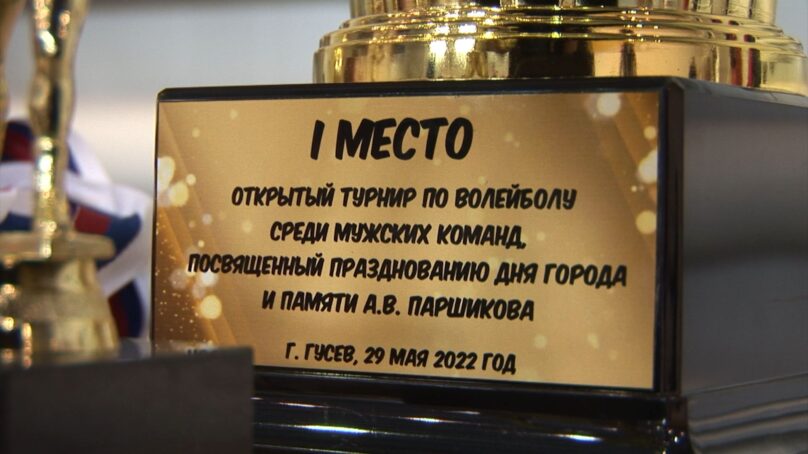 I МЕСТО
ОТКРЫТЫЙ ТУРНИР ПО ВОЛЕЙБОЛУ
СРЕДИ МУЖСКИХ КОМАНД,
ПОСВЯЩЕННЫЙ ПРАЗДНОВАНИЮ ДНЯ ГОРОДА
И ПАМЯТИ А.В. ПАРШИКОВА
Г. ГУСЕВ, 29 МАЯ 2022 ГОД